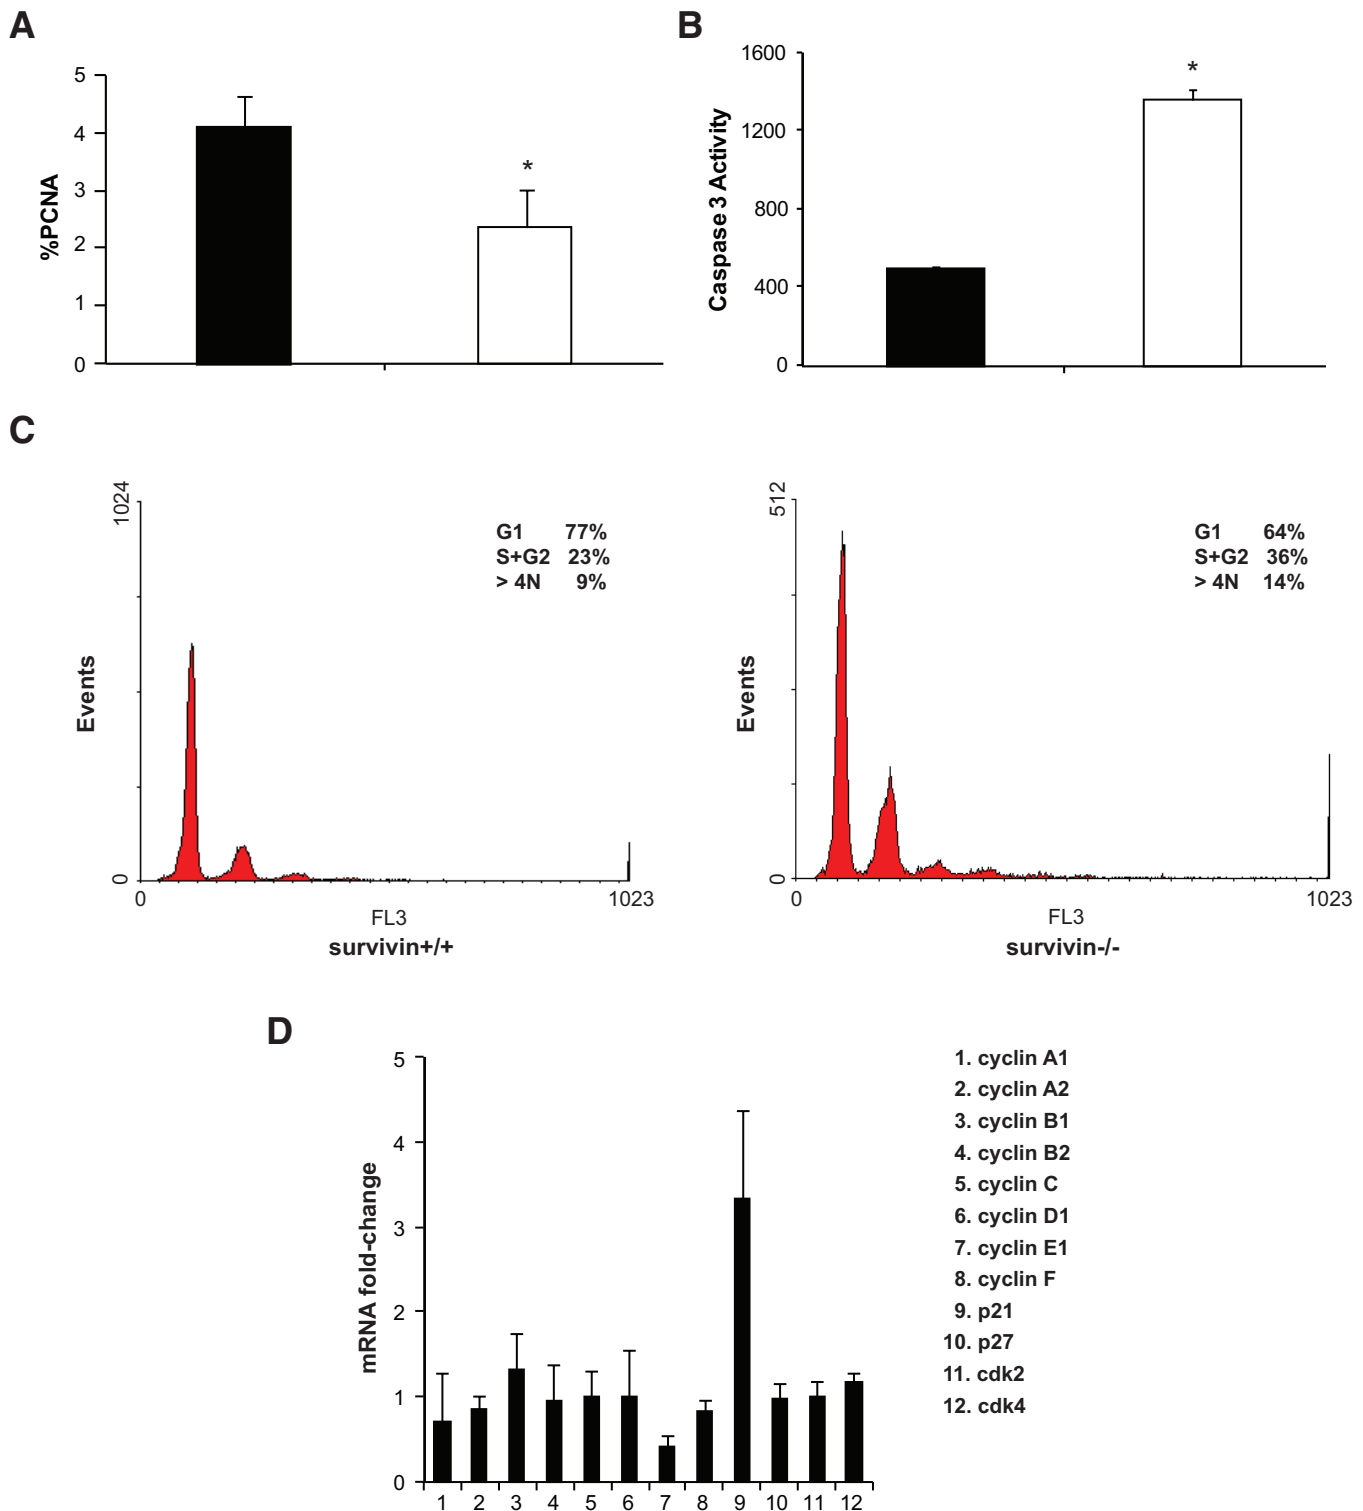 A
5
4
3
2
1
0
%PCNA
*
B
1600
1200
800
400
0
Caspase 3 Activity
*
C
1024
0
Events
G1 77%
S+G2 23%
> 4N 9%
0 1023
FL3
survivin+/+
512
0
Events
G1 64%
S+G2 36%
> 4N 14%
0 1023
FL3
survivin-/-
D
5
4
3
2
1
0
mRNA fold-change
1 2 3 4 5 6 7 8 9 10 11 12
1. cyclin A1
2. cyclin A2
3. cyclin B1
4. cyclin B2
5. cyclin C
6. cyclin D1
7. cyclin E1
8. cyclin F
9. p21
10. p27
11. cdk2
12. cdk4